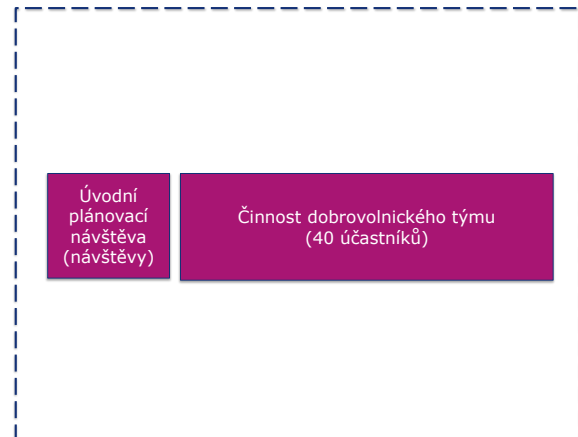 Úvodní
plánovací
návštěva
(návštěvy)
Činnost dobrovolnického týmu
(40 účastníků)